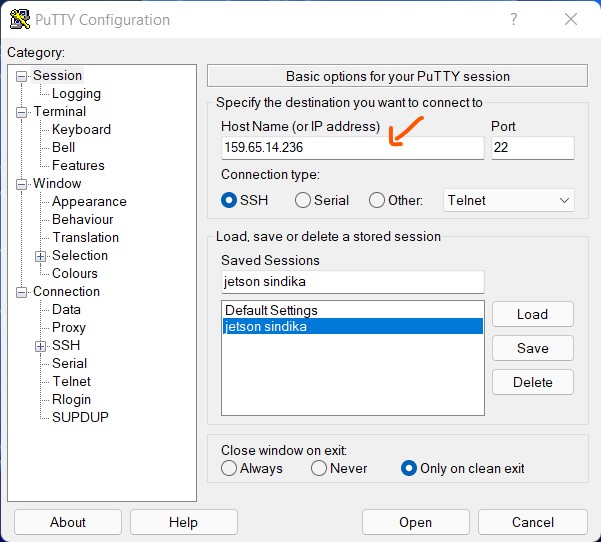 PuTTY Configuration
?
Category:
Session
Logging
Terminal
Keyboard
Bell
Features
Window
Appearance
Behaviour
Translation
Selection
Colours
Connection
Data
Proxy
SSH
Serial
Telnet
Rlogin
SUPDUP
Basic options for your PuTTY session
Specify the destination you want to connect to
Host Name (or IP address) Port
159.65.14.236 22
Connection type:
SSH Serial Other: Telnet
Load, save or delete a stored session
Saved Sessions
jetson sindika
Default Settings
jetson sindika
Load
Save
Delete
Close window on exit:
Always Never Only on clean exit
About Help Open Cancel